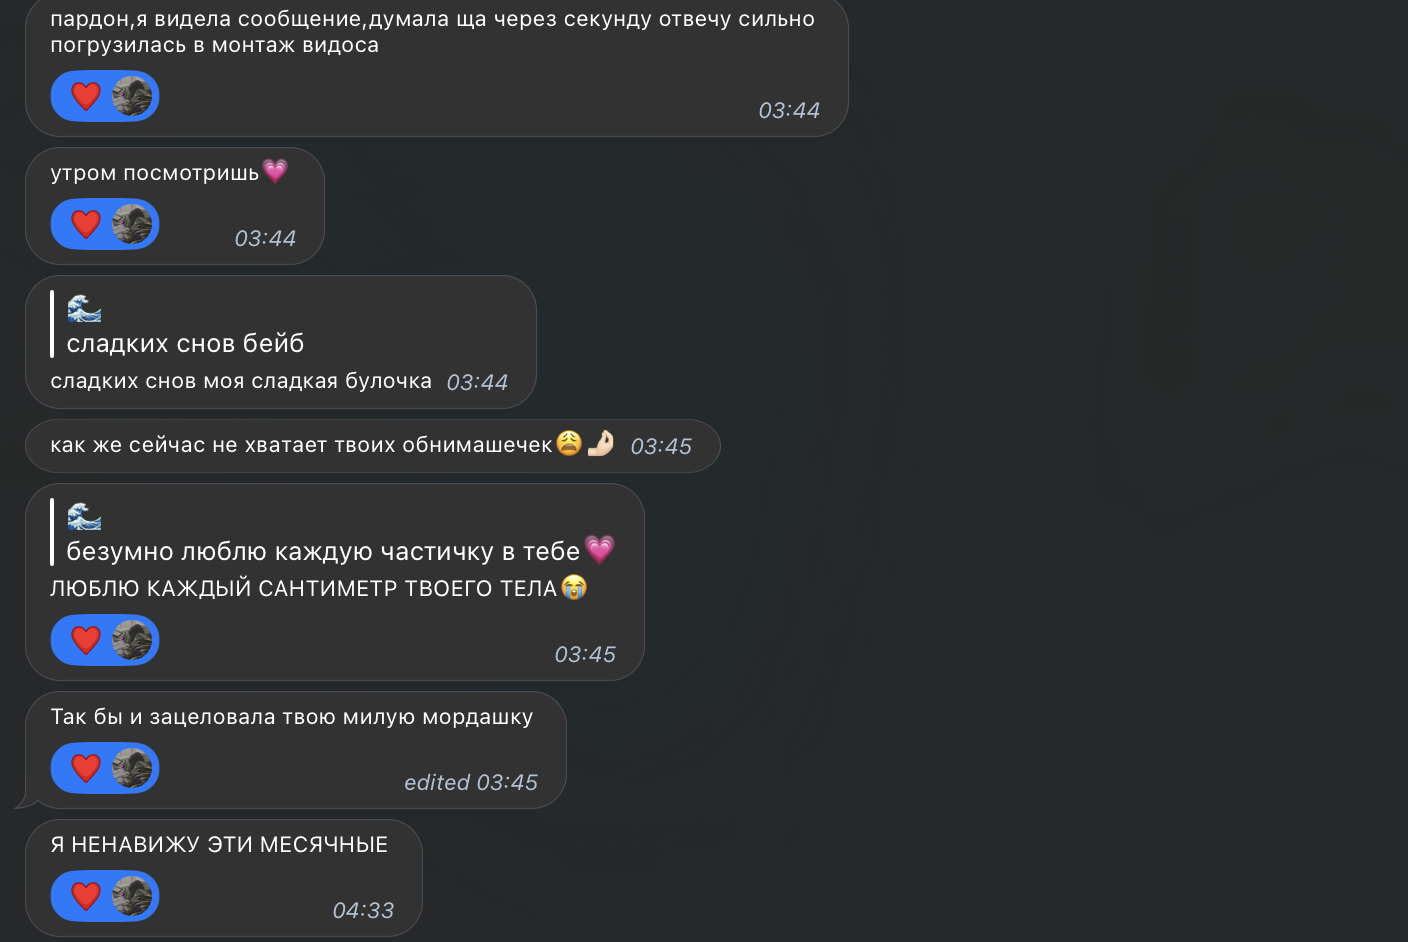 пардон,я видела сообщение,думала ща через секунду отвечу сильно
погрузилась в монтаж видоса
❤️
03:44
утром посмотришь💗
❤️
03:44
🌊
сладких снов бейб
сладких снов моя сладкая булочка 03:44
как же сейчас не хватает твоих обнимашечек😩🤌🏻 03:45
🌊
безумно люблю каждую частичку в тебе💗
ЛЮБЛЮ КАЖДЫЙ САНТИМЕТР ТВОЕГО ТЕЛА😭
❤️
03:45
Так бы и зацеловала твою милую мордашку
❤️
edited 03:45
Я НЕНАВИЖУ ЭТИ МЕСЯЧНЫЕ
❤️
04:33